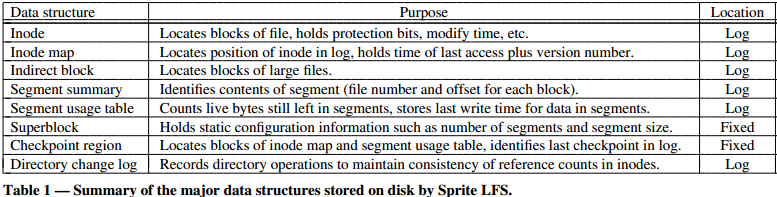 Data structure Purpose Location
Inode Locates blocks of file, holds protection bits, modify time, etc. Log
Inode map Locates position of inode in log, holds time of last access plus version number. Log
Indirect block Locates blocks of large files. Log
Segment summary Identifies contents of segment (file number and offset for each block). Log
Segment usage table Counts live bytes still left in segments, stores last write time for data in segments. Log
Superblock Holds static configuration information such as number of segments and segment size. Fixed
Checkpoint region Locates blocks of inode map and segment usage table, identifies last checkpoint in log. Fixed
Directory change log Records directory operations to maintain consistency of reference counts in inodes. Log
Table 1 — Summary of the major data structures stored on disk by Sprite LFS.